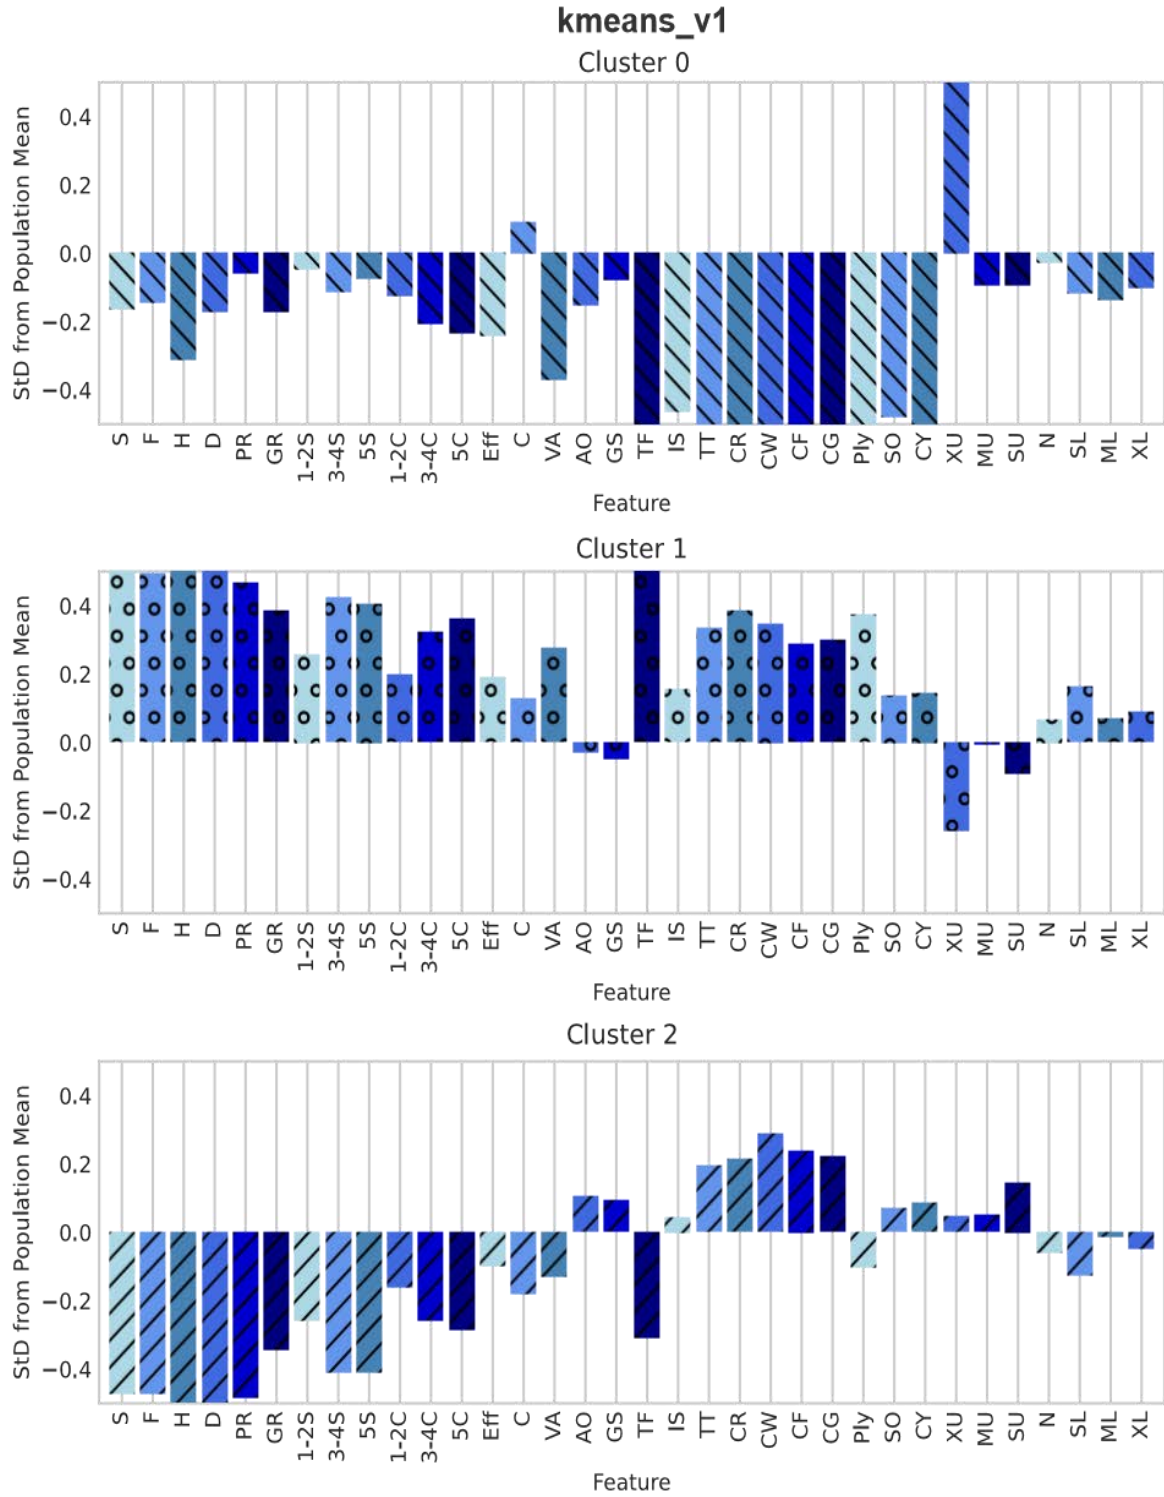 kmeans_v1
Cluster 0
StD from Population Mean
0.4
0.2
0.0
−0.2
−0.4
S F H D PR GR 1-2S 3-4S 5S 1-2C 3-4C 5C Eff C VA AO GS TF IS TT CR CW CF CG Ply SO CY XU MU SU N SL ML XL
Feature
Cluster 1
StD from Population Mean
0.4
0.2
0.0
−0.2
−0.4
S F H D PR GR 1-2S 3-4S 5S 1-2C 3-4C 5C Eff C VA AO GS TF IS TT CR CW CF CG Ply SO CY XU MU SU N SL ML XL
Feature
Cluster 2
StD from Population Mean
0.4
0.2
0.0
−0.2
−0.4
S F H D PR GR 1-2S 3-4S 5S 1-2C 3-4C 5C Eff C VA AO GS TF IS TT CR CW CF CG Ply SO CY XU MU SU N SL ML XL
Feature